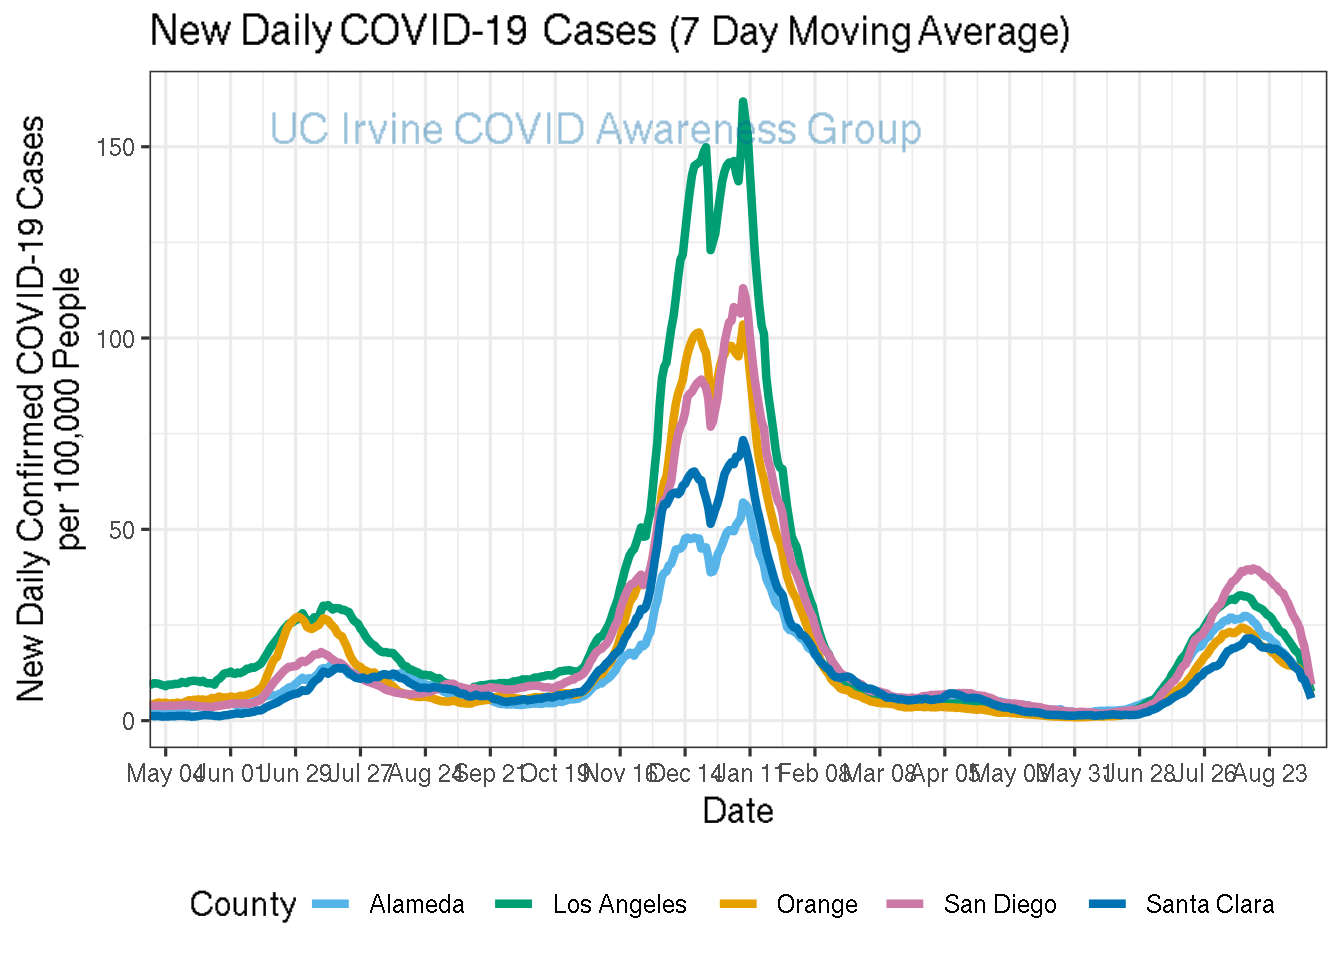 New Daily COVID-19 Cases (7 Day Moving Average)
UC Irvine COVID Awareness Group
New Daily Confirmed COVID-19 Cases
per 100,000 People
150
100
50
0
May 04 Jun 01 Jun 29 Jul 27 Aug 24 Sep 21 Oct 19 Nov 16 Dec 14 Jan 11 Feb 08 Mar 08 Apr 05 May 03 May 31 Jun 28 Jul 26 Aug 23
Date
County Alameda Los Angeles Orange San Diego Santa Clara